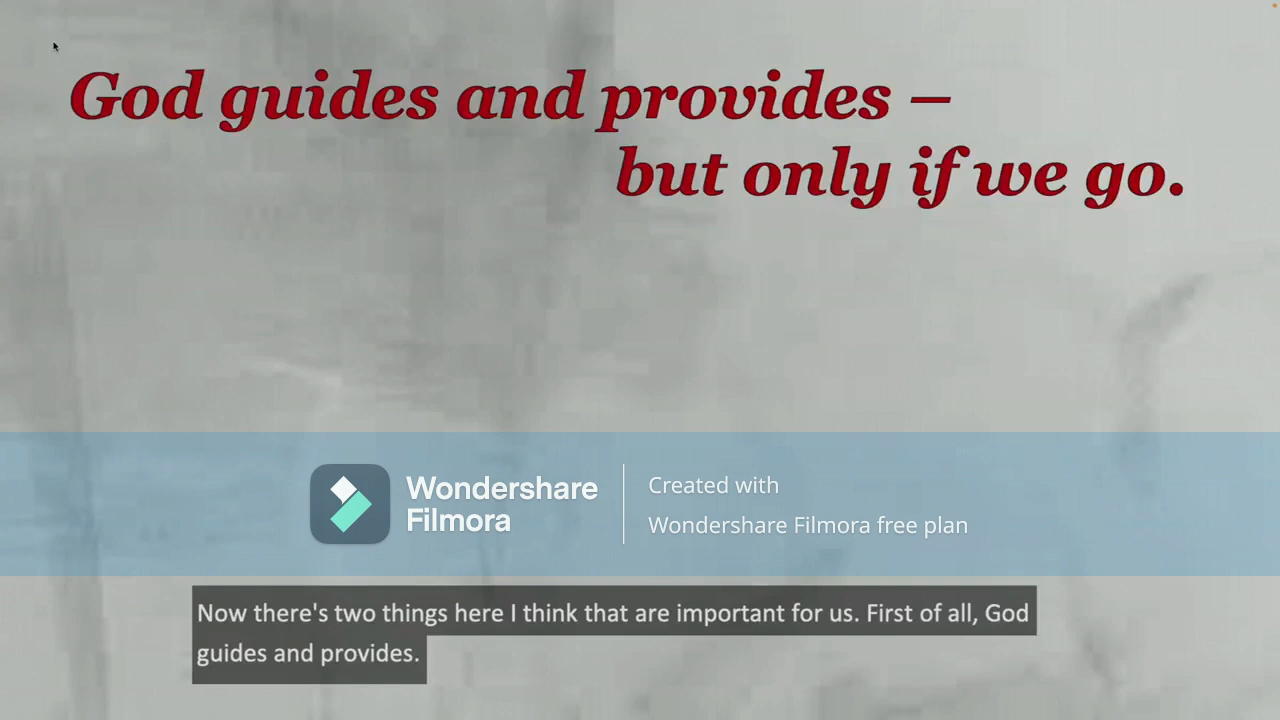 God guides and provides –
but only if we go.
Wondershare
Filmora
Created with
Wondershare Filmora free plan
Now there's two things here I think that are important for us. First of all, God
guides and provides.